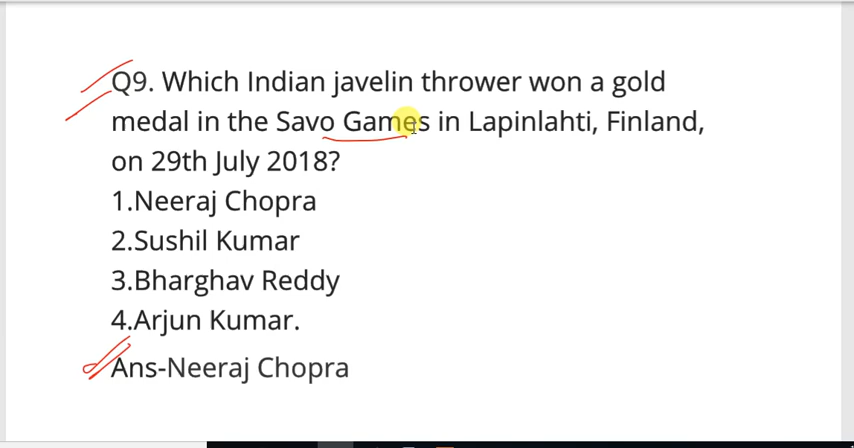 Q9. Which Indian javelin thrower won a gold
medal in the Savo Games in Lapinlahti, Finland,
on 29th July 2018?
1.Neeraj Chopra
2.Sushil Kumar
3.Bharghav Reddy
4.Arjun Kumar.
Ans-Neeraj Chopra